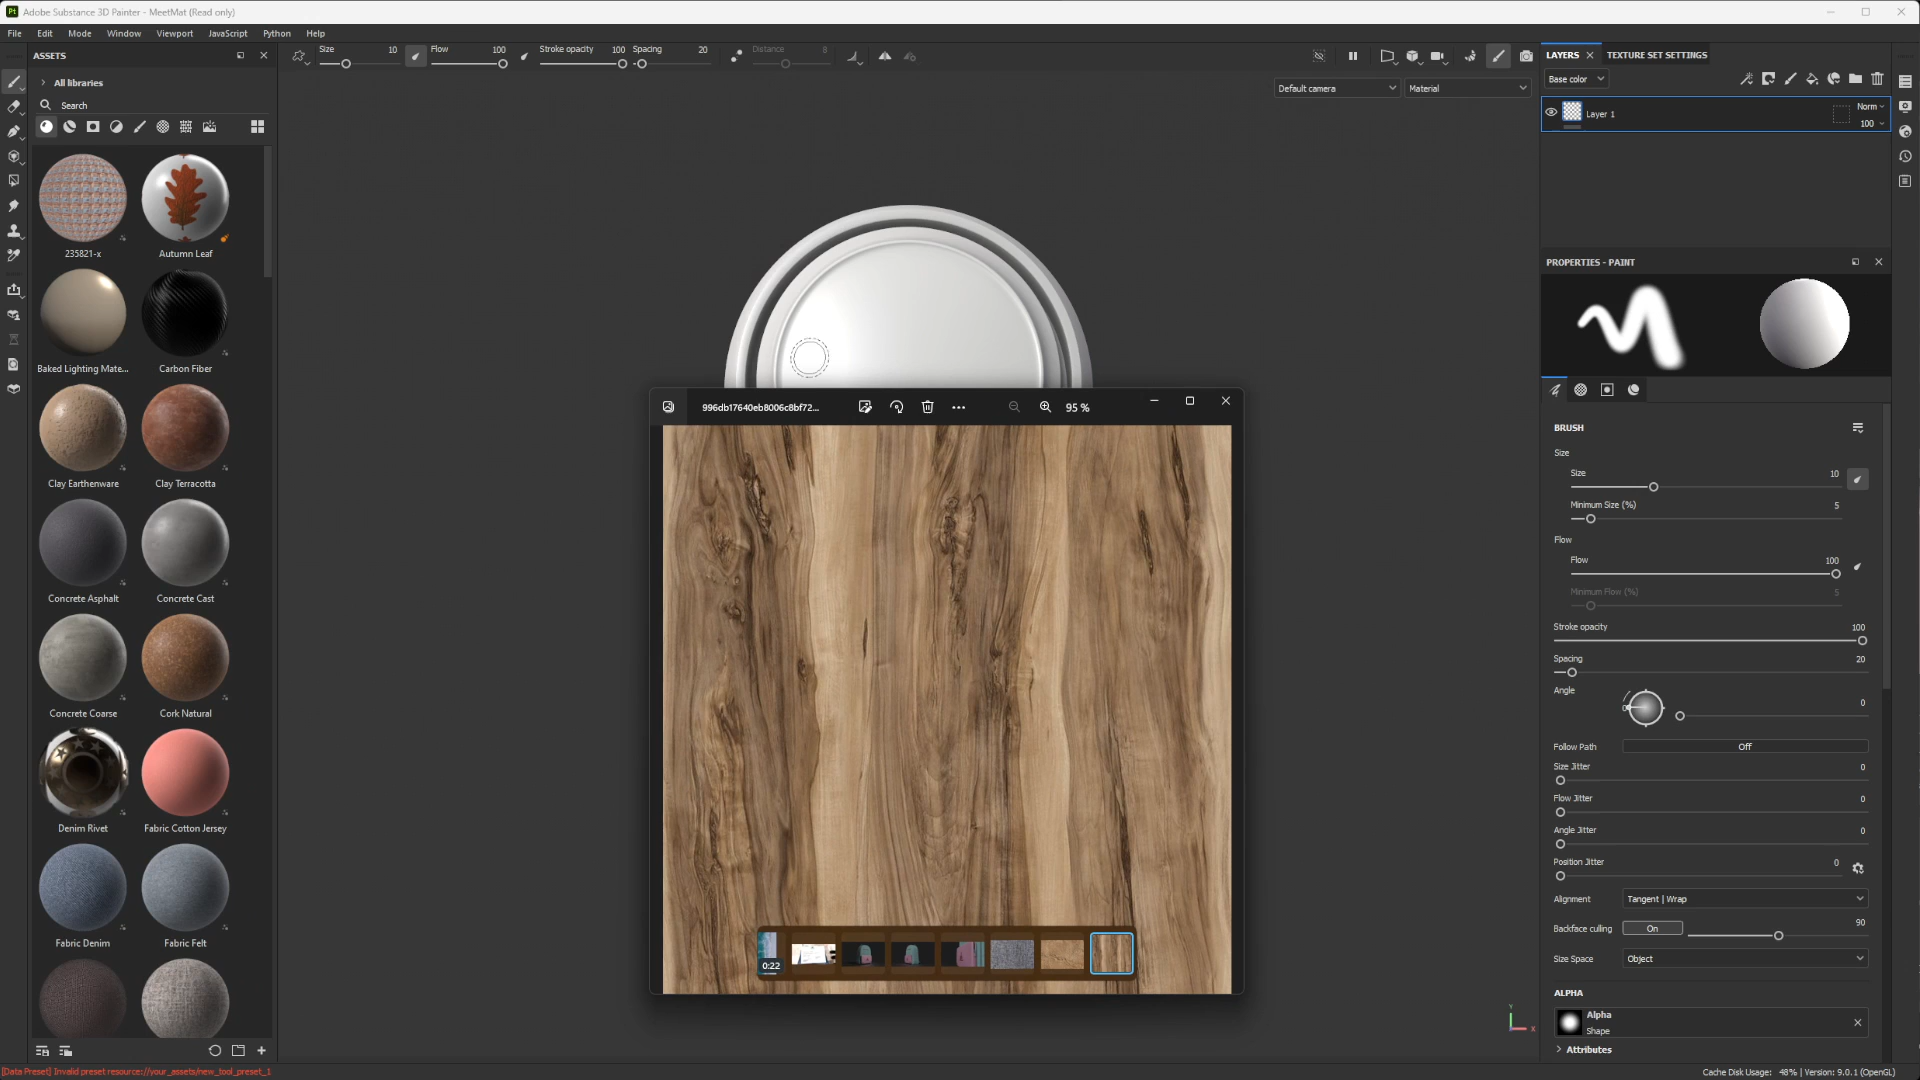 Adobe Substance 3D Painter - MeetMat (Read only)
File Edit Mode Window Viewport JavaScript Python Help
ASSETS
All libraries
Search
235821-x
Autumn Leaf
Baked Lighting Mate...
Carbon Fiber
Clay Earthenware
Clay Terracotta
Concrete Asphalt
Concrete Cast
Concrete Coarse
Cork Natural
Denim Rivet
Fabric Cotton Jersey
Fabric Denim
Fabric Felt
[Data Preset] Invalid preset resource://your_assets/new_tool_preset_1
Size 10
Flow 100
Stroke opacity 100
Spacing 20
Distance 8
Default camera
Material
996db17640eb8006c8bf72...
95 %
0:22
Y
X
LAYERS
TEXTURE SET SETTINGS
Base color
Layer 1
Norm
100
PROPERTIES - PAINT
BRUSH
Size
Size 10
Minimum Size (%) 5
Flow
Flow 100
Minimum Flow (%) 5
Stroke opacity 100
Spacing 20
Angle 0
Follow Path Off
Size Jitter 0
Flow Jitter 0
Angle Jitter 0
Position Jitter 0
Alignment Tangent | Wrap
Backface culling On 90
Size Space Object
ALPHA
Alpha
Shape
Attributes
Cache Disk Usage: 48% | Version: 9.0.1 (OpenGL)